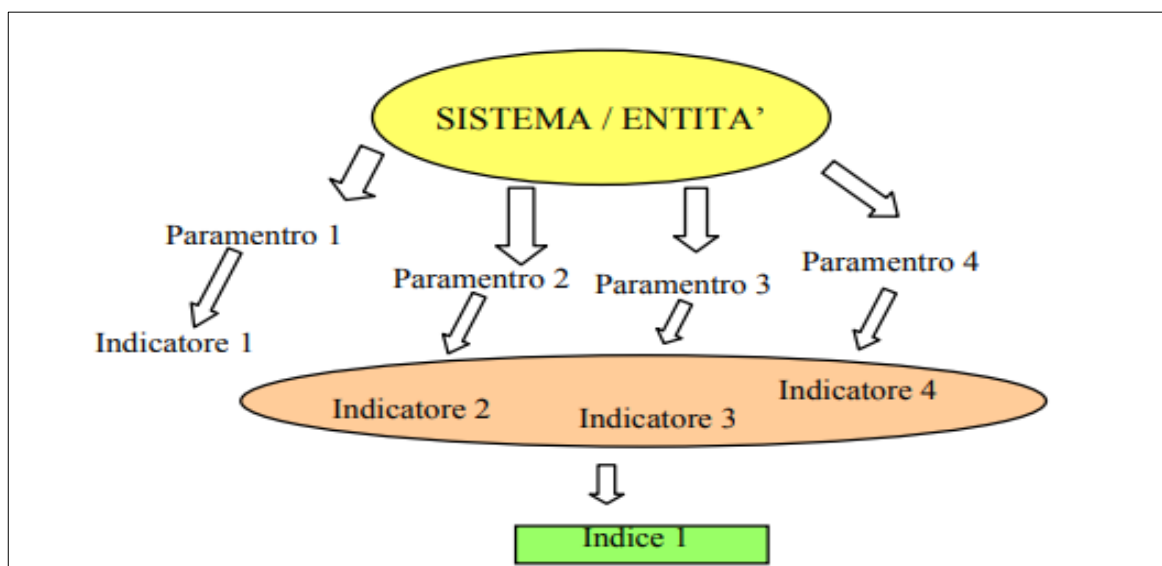 SISTEMA / ENTITA’
Paramentro 1
Paramentro 2
Paramentro 3
Paramentro 4
Indicatore 1
Indicatore 2
Indicatore 3
Indicatore 4
Indice 1